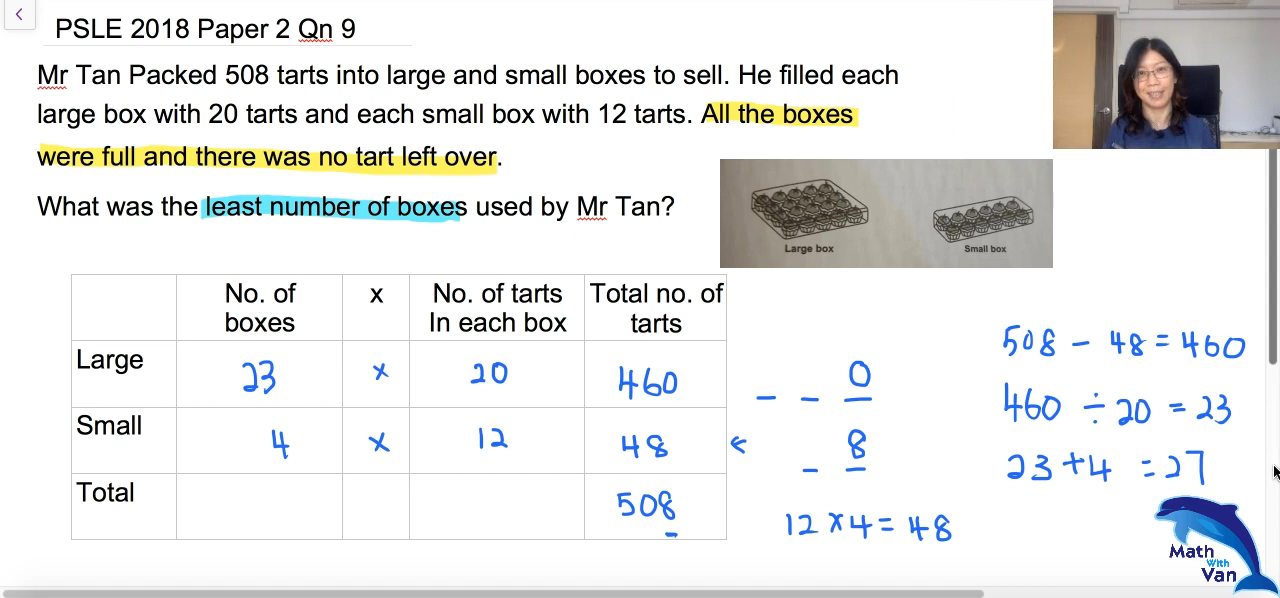 PSLE 2018 Paper 2 Qn 9
Mr Tan Packed 508 tarts into large and small boxes to sell. He filled each
large box with 20 tarts and each small box with 12 tarts. All the boxes
were full and there was no tart left over.
What was the least number of boxes used by Mr Tan?
Large box
Small box
No. of boxes x No. of tarts In each box Total no. of tarts
Large 23 x 20 460
Small 4 x 12 48
Total 508
0
8
12 x 4 = 48
508 - 48 = 460
460 ÷ 20 = 23
23 + 4 = 27
Math
With
Van